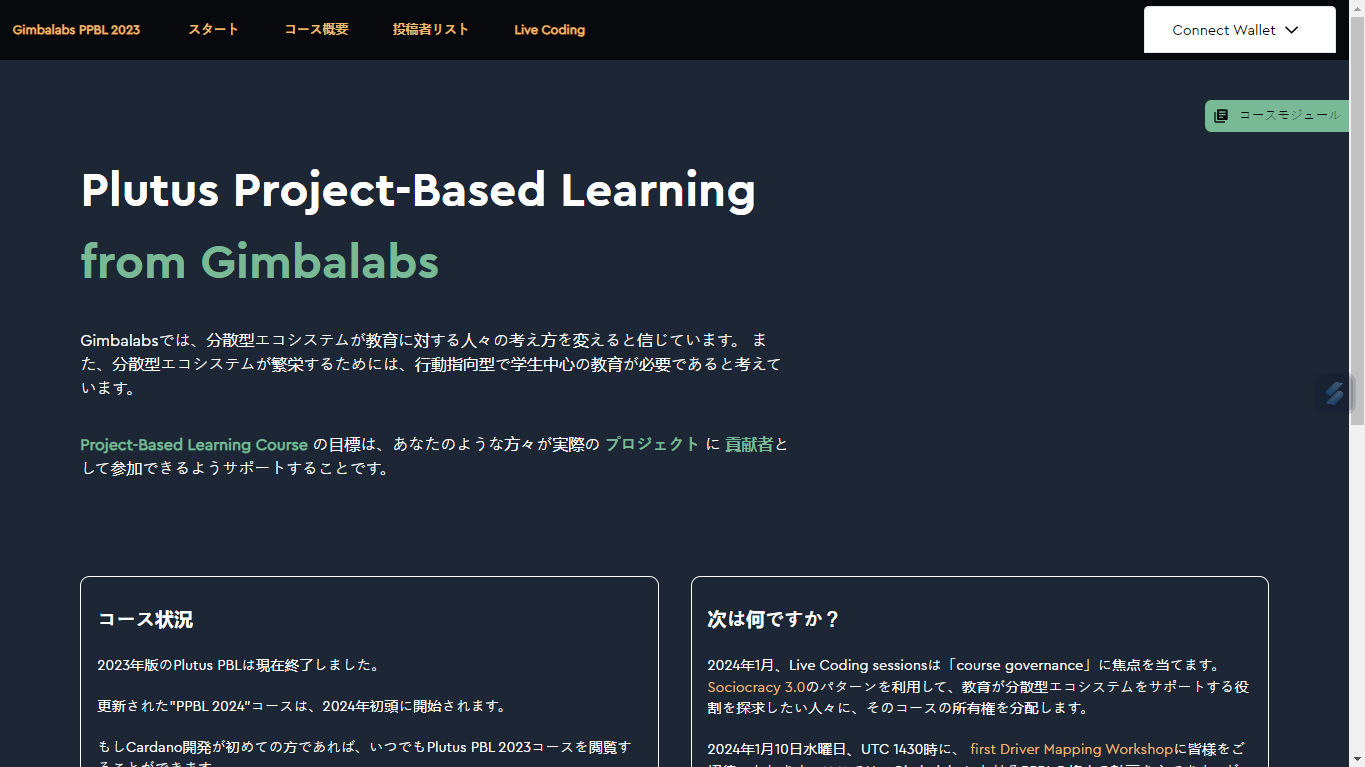 Gimbalabs PPBL 2023 スタート コース概要 投稿者リスト Live Coding Connect Wallet
コースモジュール
Plutus Project-Based Learning
from Gimbalabs
Gimbalabsでは、分散型エコシステムが教育に対する人々の考え方を変えると信じています。 ま
た、分散型エコシステムが繁栄するためには、行動指向型で学生中心の教育が必要であると考えて
います。
Project-Based Learning Course の目標は、あなたのような方々が実際の プロジェクト に 貢献者と
して参加できるようサポートすることです。
コース状況
2023年版のPlutus PBLは現在終了しました。
更新された"PPBL 2024"コースは、2024年初頭に開始されます。
もしCardano開発が初めての方であれば、いつでもPlutus PBL 2023コースを閲覧す
ることができます。
次は何ですか？
2024年1月、Live Coding sessionsは「course governance」に焦点を当てます。
Sociocracy 3.0のパターンを利用して、教育が分散型エコシステムをサポートする役
割を探求したい人々に、そのコースの所有権を分配します。
2024年1月10日水曜日、UTC 1430時に、 first Driver Mapping Workshopに皆様をご